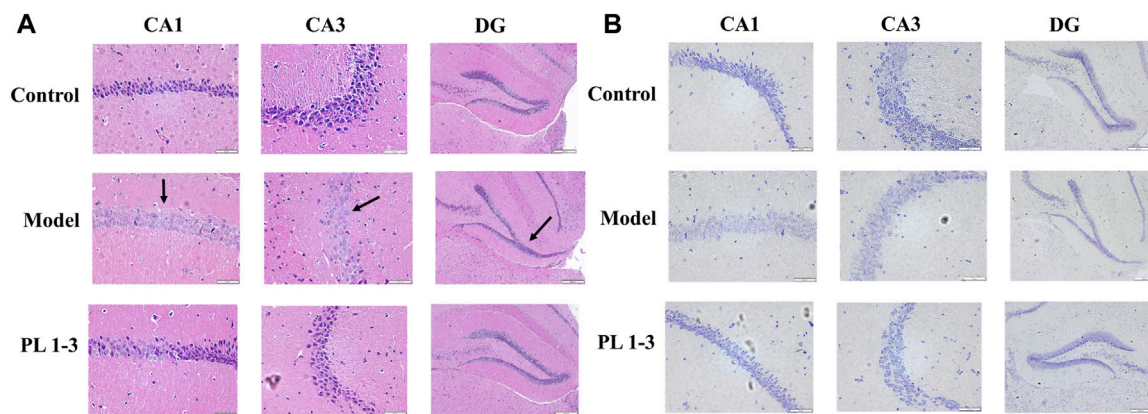 A CA1 CA3 DG B CA1 CA3 DG
Control Control
Model Model
PL 1-3 PL 1-3